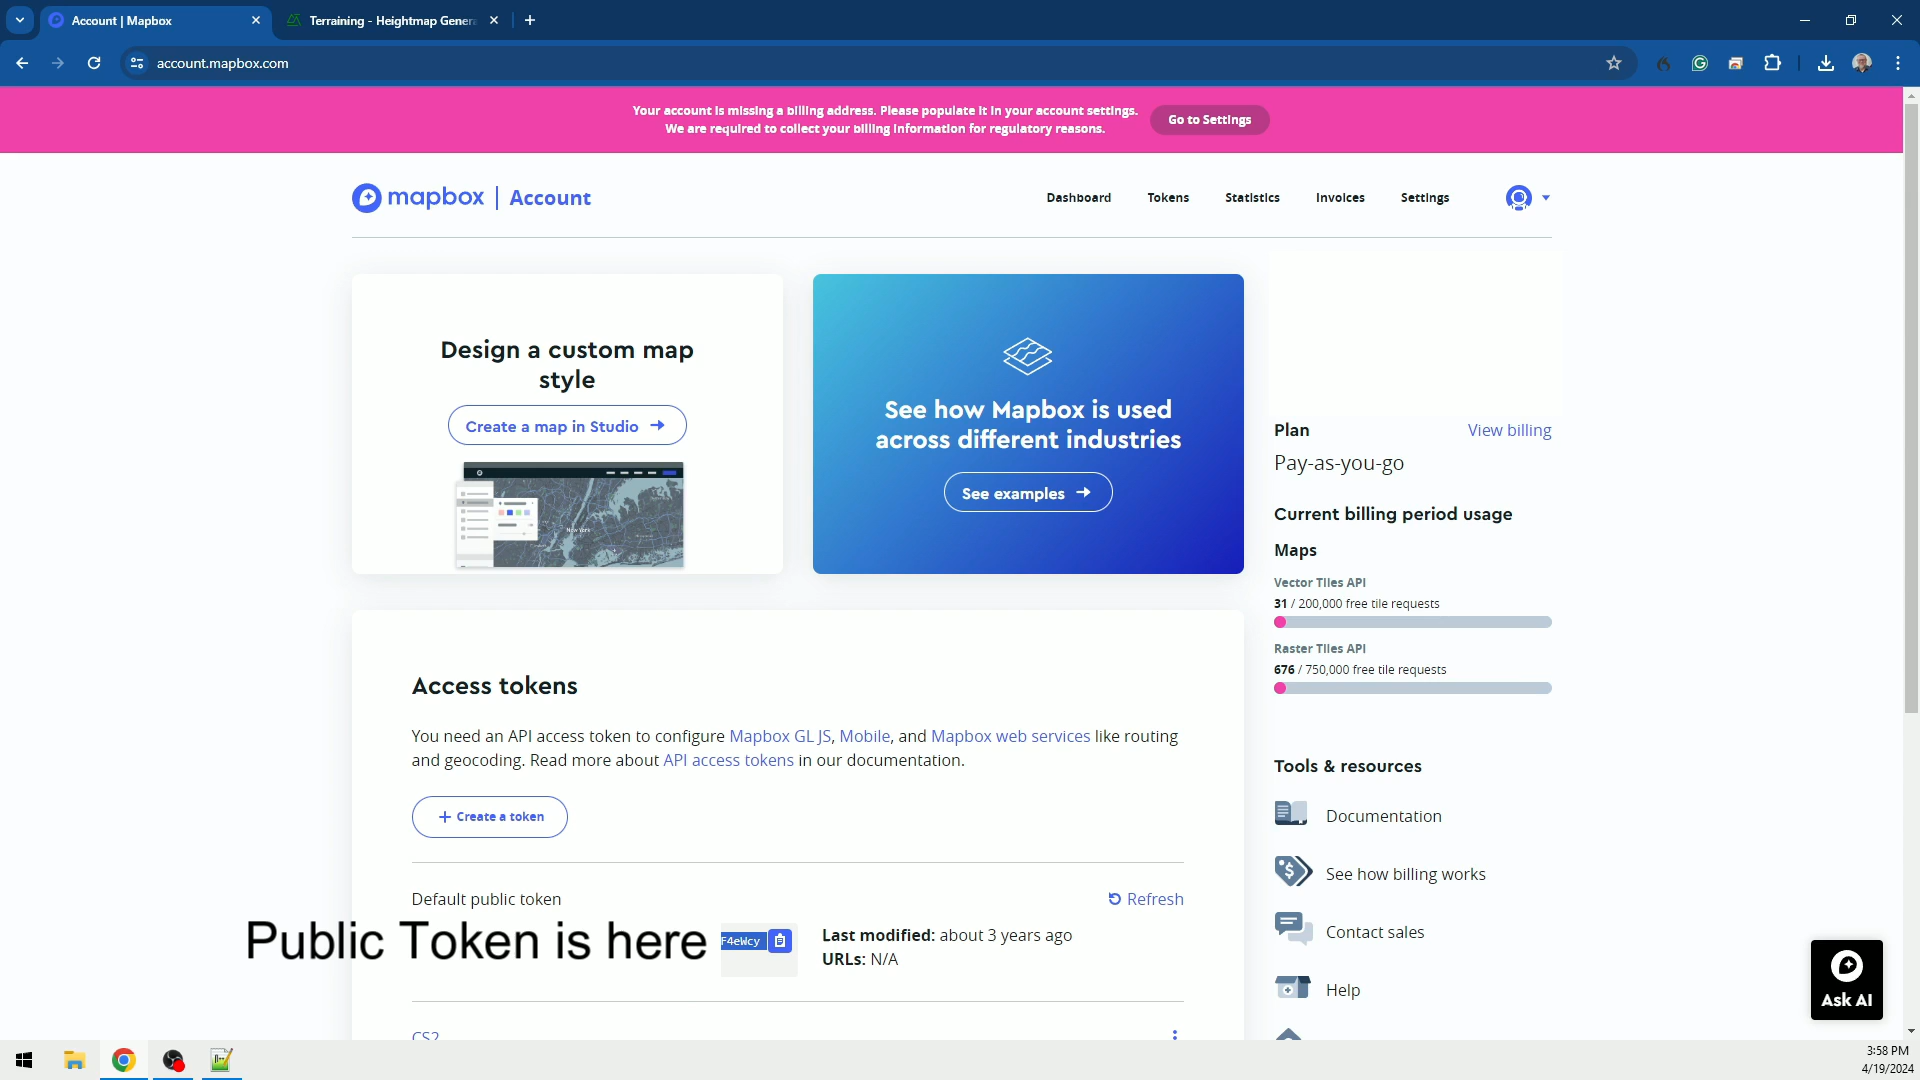 Account | Mapbox
Terraining - Heightmap Genera
account.mapbox.com
Your account is missing a billing address. Please populate it in your account settings.
We are required to collect your billing information for regulatory reasons.
Go to Settings
mapbox | Account
Dashboard
Tokens
Statistics
Invoices
Settings
Design a custom map
style
Create a map in Studio
See how Mapbox is used
across different industries
See examples
Plan
View billing
Pay-as-you-go
Current billing period usage
Maps
Vector Tiles API
31 / 200,000 free tile requests
Raster Tiles API
676 / 750,000 free tile requests
Access tokens
You need an API access token to configure Mapbox GL JS, Mobile, and Mapbox web services like routing
and geocoding. Read more about API access tokens in our documentation.
+ Create a token
Default public token
Refresh
Public Token is here
F4eWcy
Last modified: about 3 years ago
URLs: N/A
CS2
Tools & resources
Documentation
See how billing works
Contact sales
Help
Ask AI
3:58 PM
4/19/2024